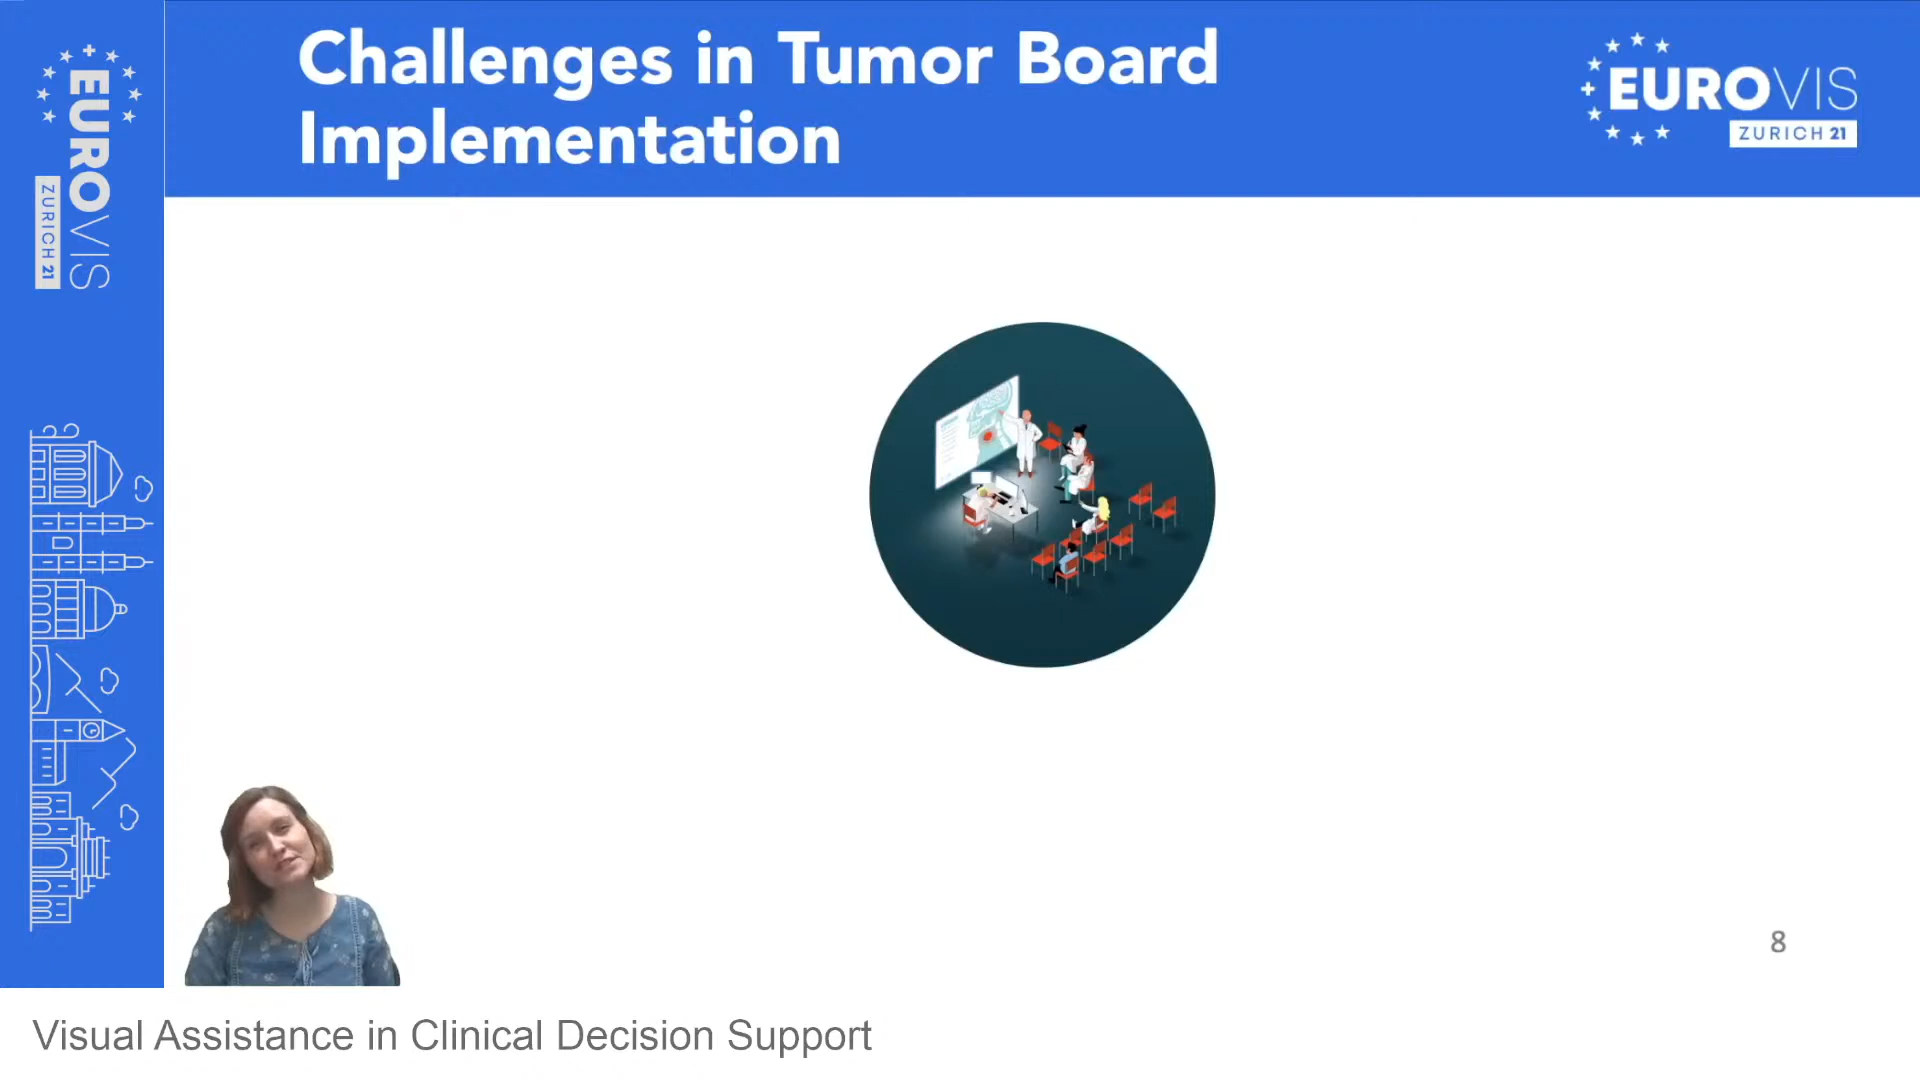 EUROVIS
ZURICH 21
Challenges in Tumor Board
Implementation
EUROVIS
ZURICH 21
8
Visual Assistance in Clinical Decision Support